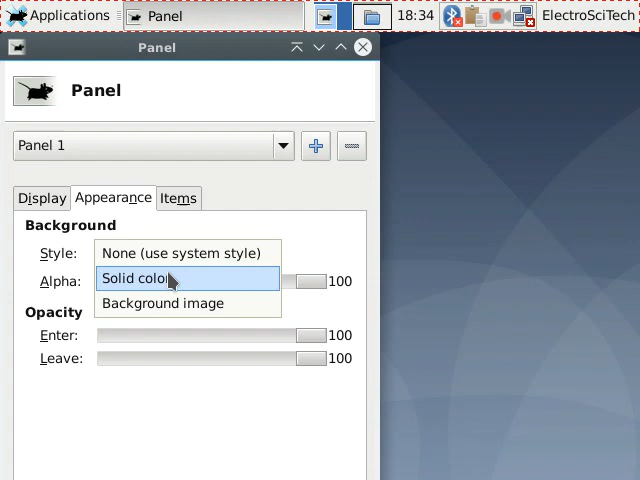 Applications Panel 18:34 ElectroSciTech
Panel
Panel
Panel 1
Display Appearance Items
Background
Style: None (use system style)
Solid color
Alpha: 100
Background image
Opacity
Enter: 100
Leave: 100